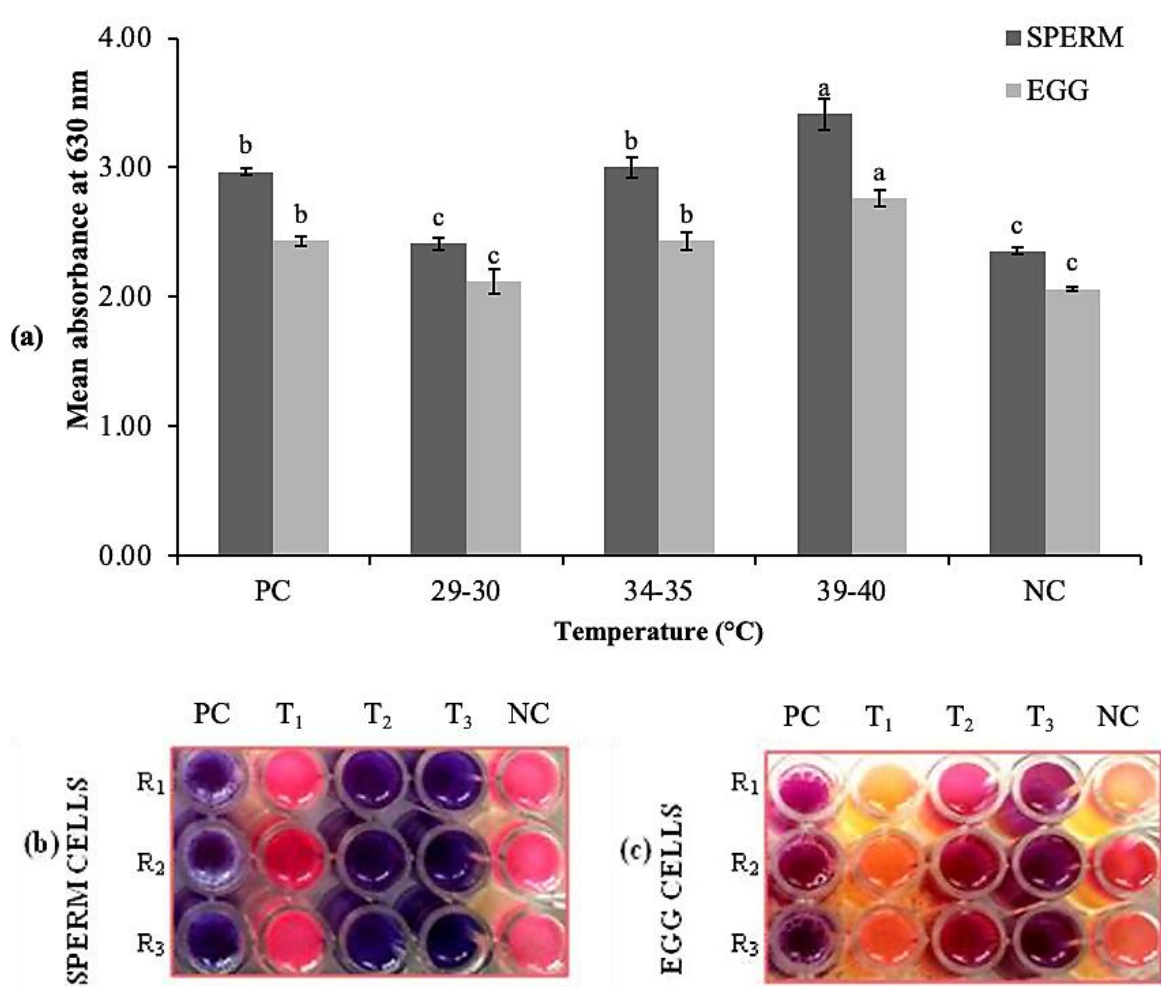 4.00
3.00
2.00
1.00
0.00
Mean absorbance at 630 nm
(a)
SPERM
EGG
b
b
c
c
b
b
a
a
c
c
PC 29-30 34-35 39-40 NC
Temperature (°C)
PC T₁ T₂ T₃ NC
(b)
SPERM CELLS
R₁
R₂
R₃
PC T₁ T₂ T₃ NC
(c)
EGG CELLS
R₁
R₂
R₃